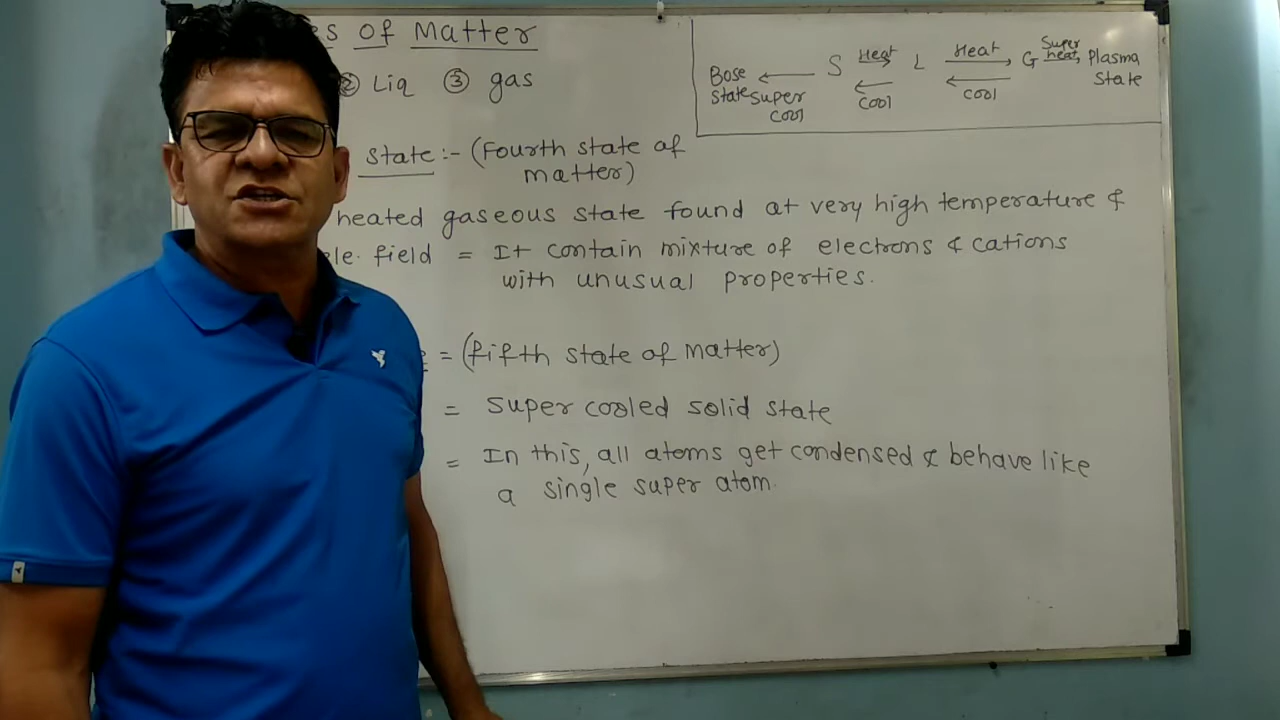 s of Matter
② Liq ③ gas
state :- (Fourth state of
matter)
heated gaseous state found at very high temperature &
le. field = It contain mixture of electrons & cations
with unusual properties.
= (fifth state of matter)
= super cooled solid state
= In this, all atoms get condensed & behave like
a single super atom.
Bose ← S Heat L Heat G Super heat Plasma
State super cool cool cool State